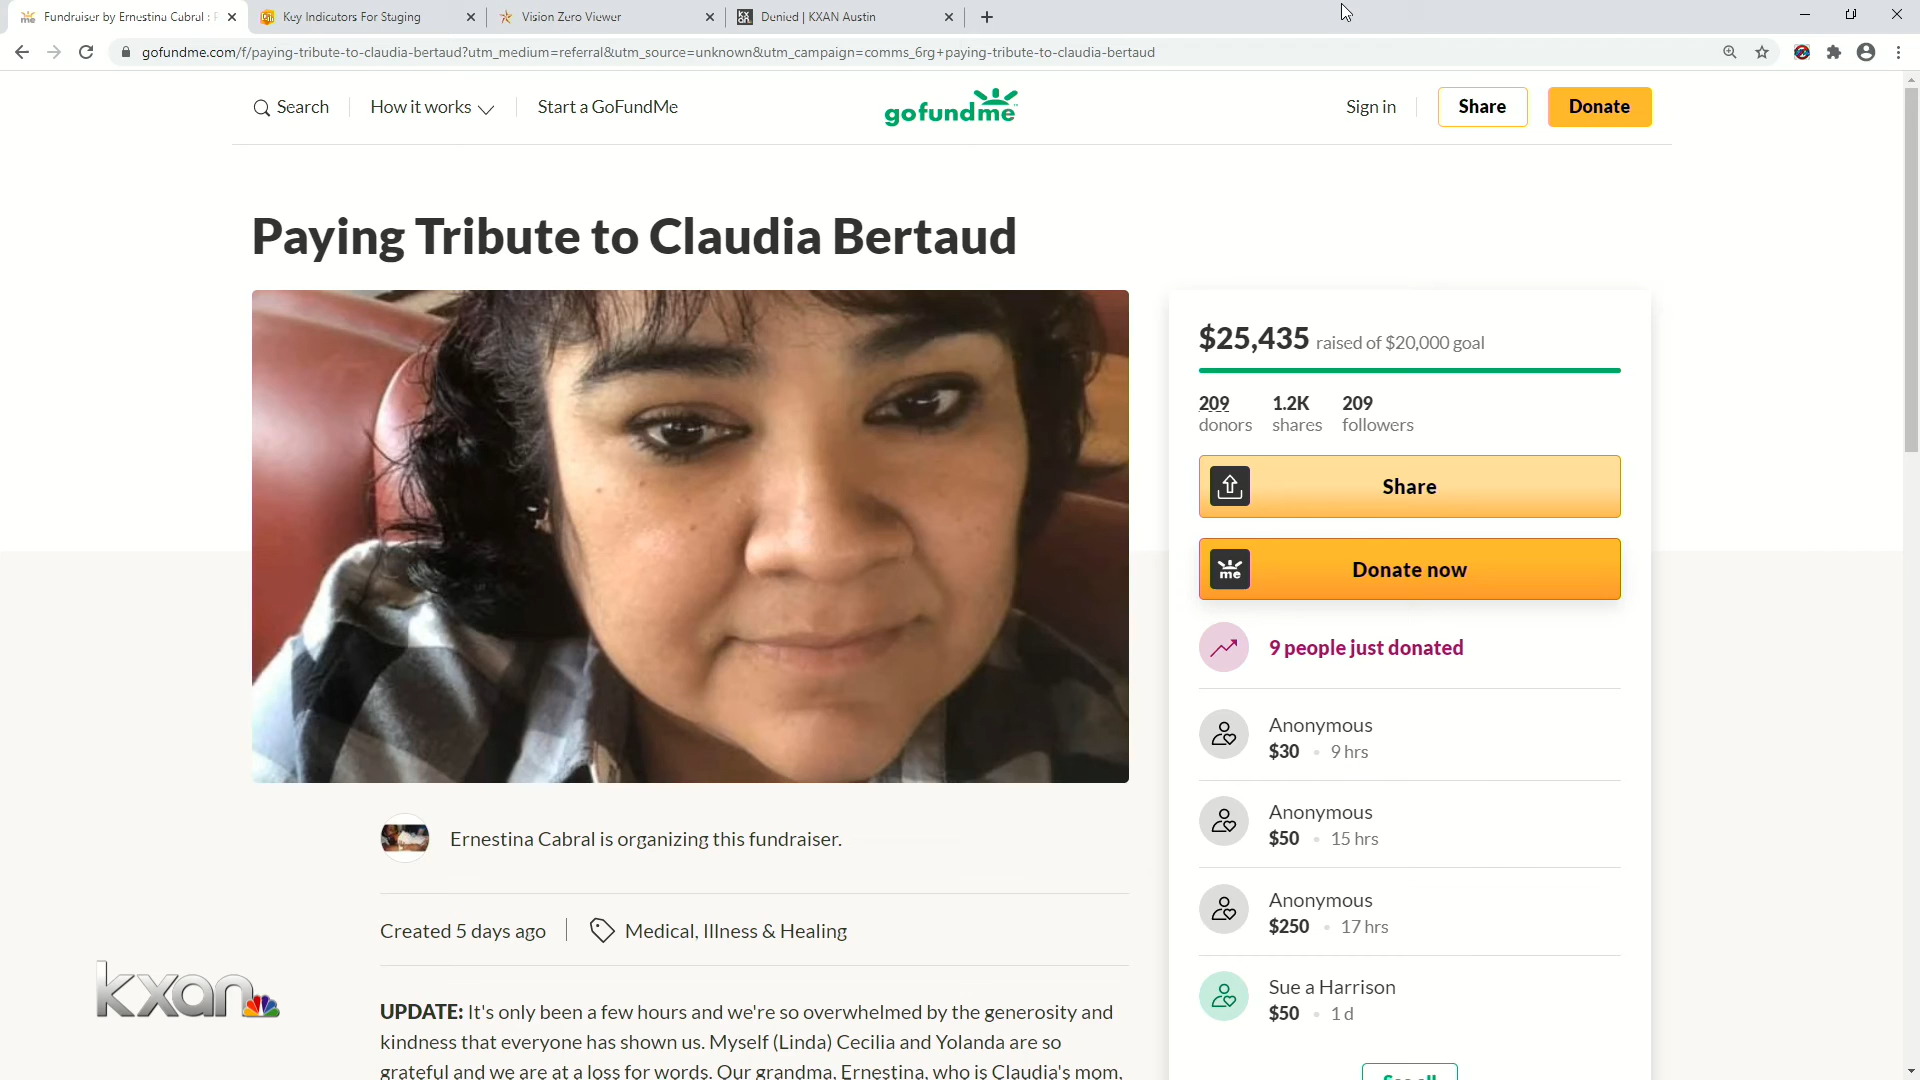 Fundraiser by Ernestina Cabral :
Key Indicators For Staging
Vision Zero Viewer
Denied | KXAN Austin
gofundme.com/f/paying-tribute-to-claudia-bertaud?utm_medium=referral&utm_source=unknown&utm_campaign=comms_6rg+paying-tribute-to-claudia-bertaud
Search
How it works
Start a GoFundMe
gofundme
Sign in
Share
Donate
Paying Tribute to Claudia Bertaud
$25,435 raised of $20,000 goal
209 1.2K 209
donors shares followers
Share
me
Donate now
9 people just donated
Anonymous
$30 • 9 hrs
Anonymous
$50 • 15 hrs
Anonymous
$250 • 17 hrs
Sue a Harrison
$50 • 1 d
Ernestina Cabral is organizing this fundraiser.
Created 5 days ago
Medical, Illness & Healing
kxan
UPDATE: It's only been a few hours and we're so overwhelmed by the generosity and
kindness that everyone has shown us. Myself (Linda) Cecilia and Yolanda are so
grateful and we are at a loss for words. Our grandma, Ernestina, who is Claudia's mom,
See all